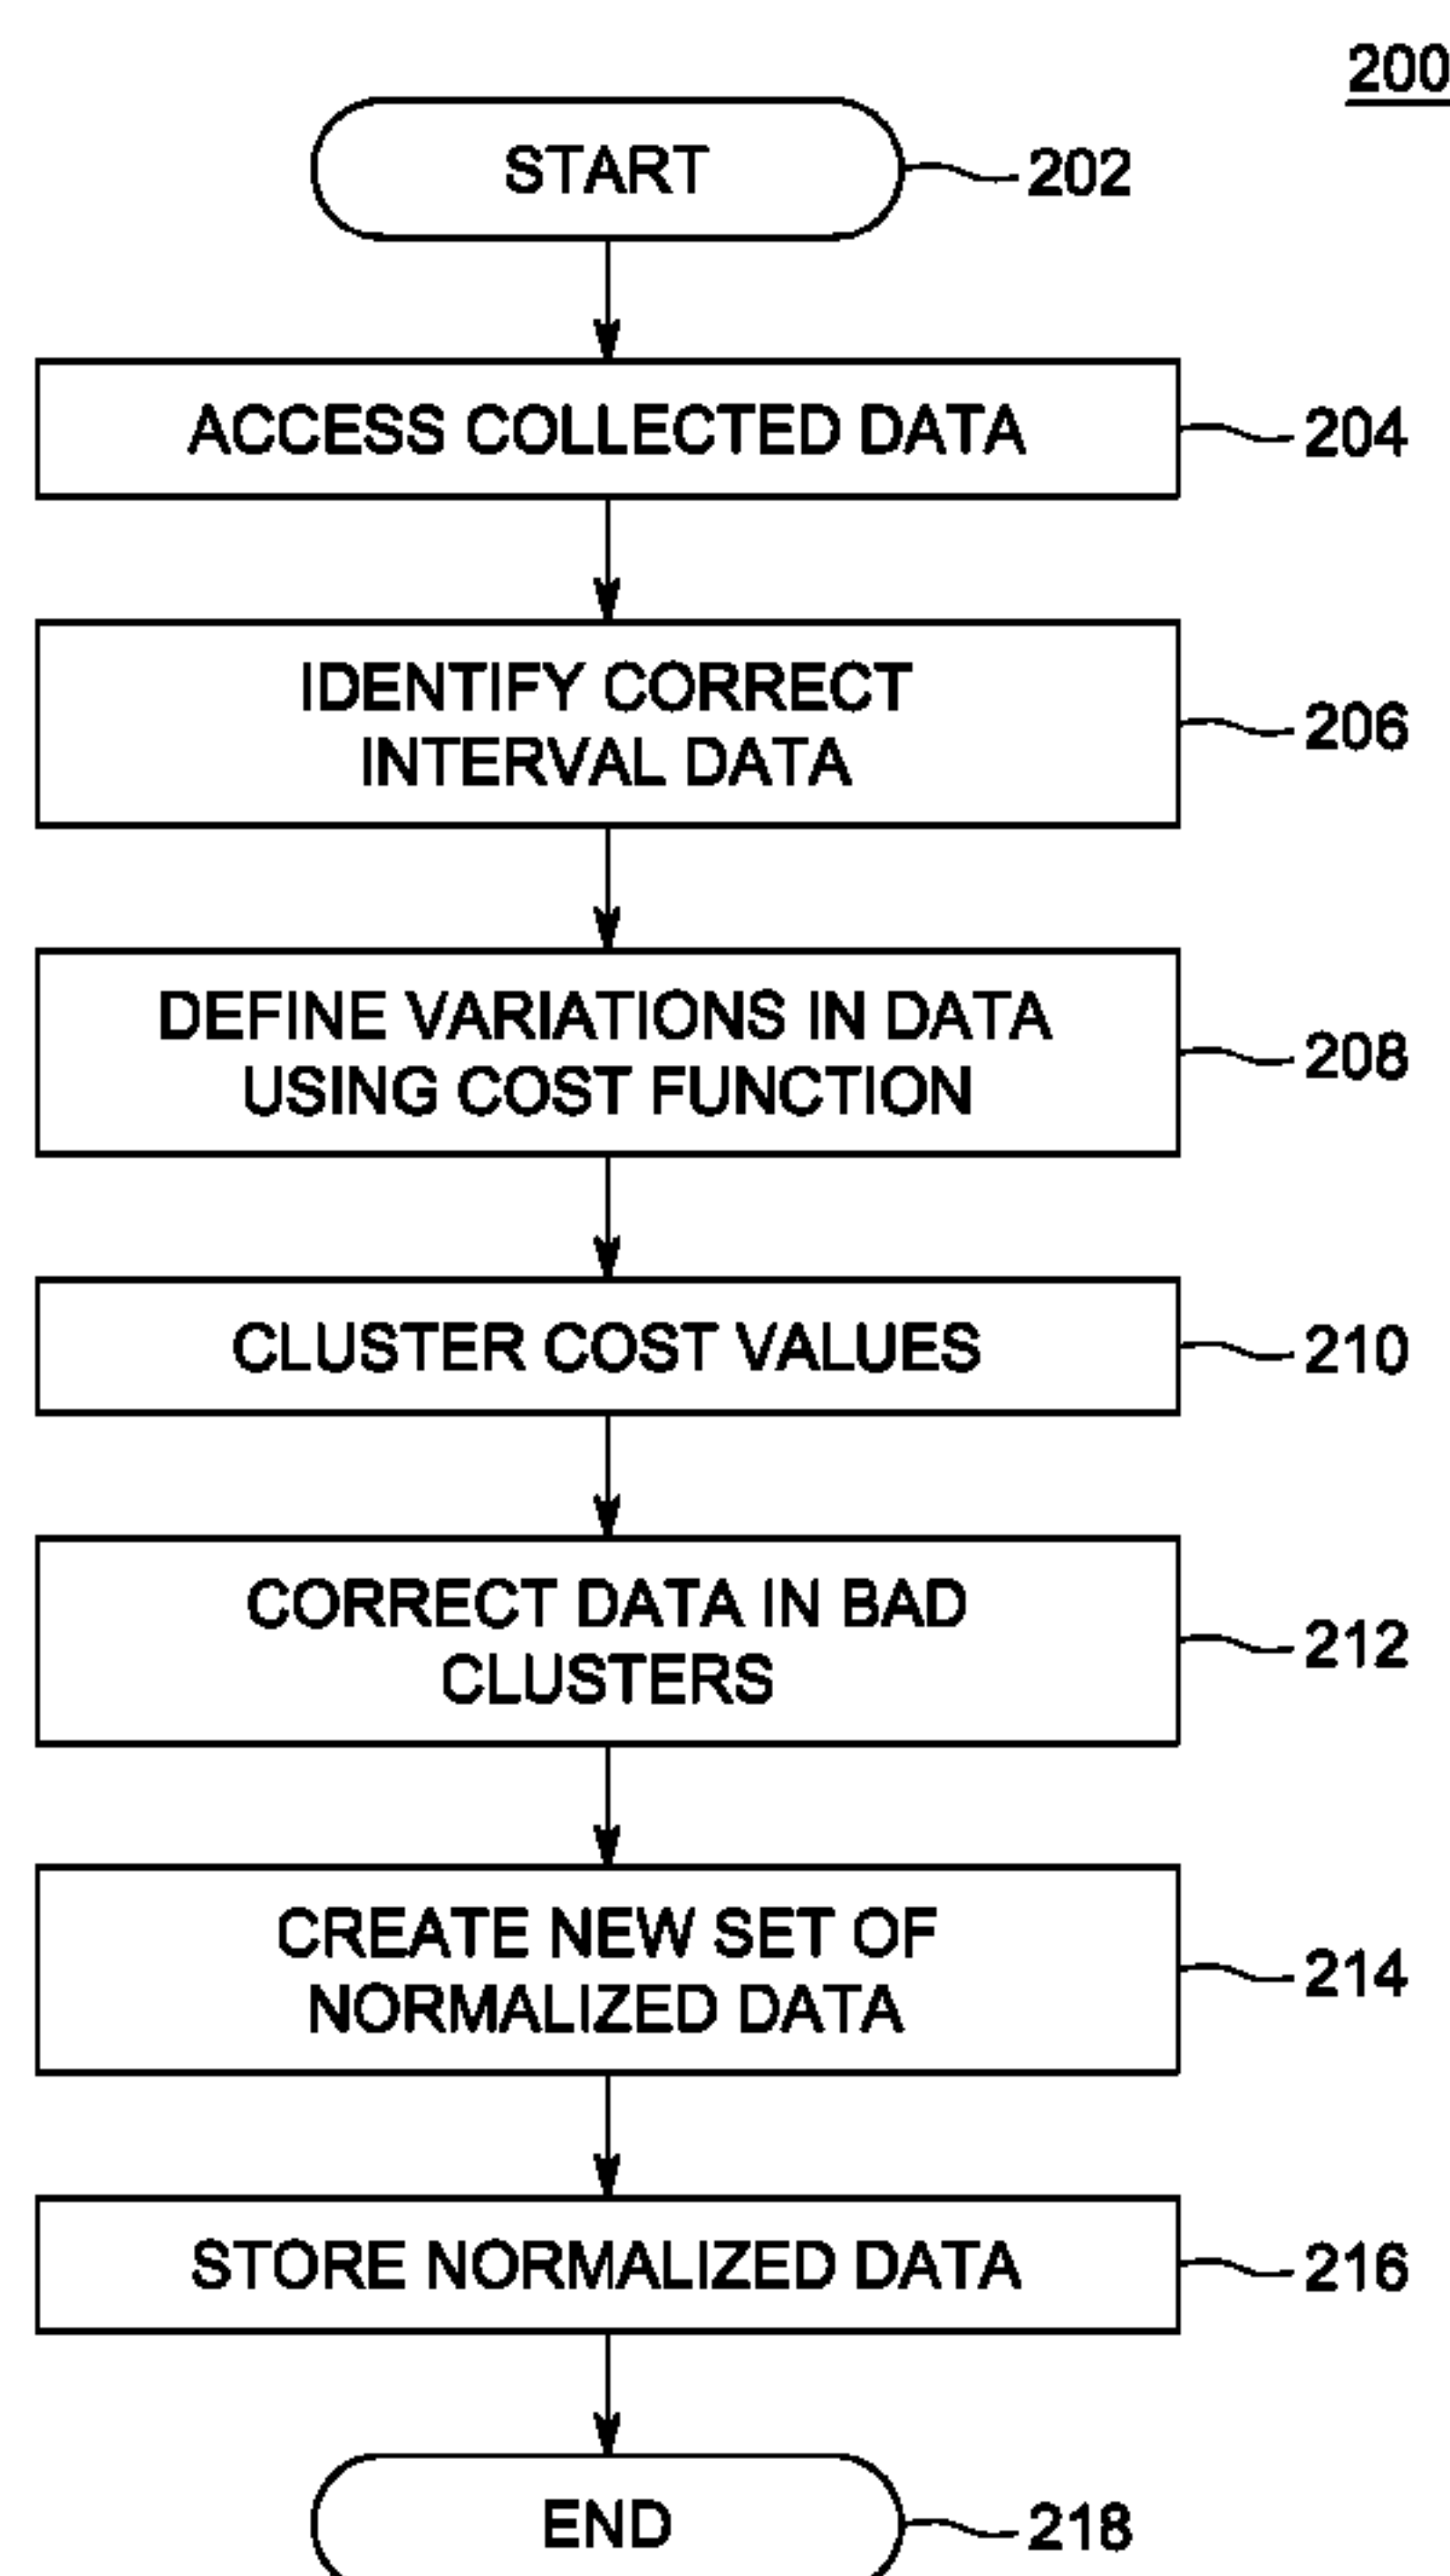 200
START
202
ACCESS COLLECTED DATA
204
IDENTIFY CORRECT
INTERVAL DATA
206
DEFINE VARIATIONS IN DATA
USING COST FUNCTION
208
CLUSTER COST VALUES
210
CORRECT DATA IN BAD
CLUSTERS
212
CREATE NEW SET OF
NORMALIZED DATA
214
STORE NORMALIZED DATA
216
END
218